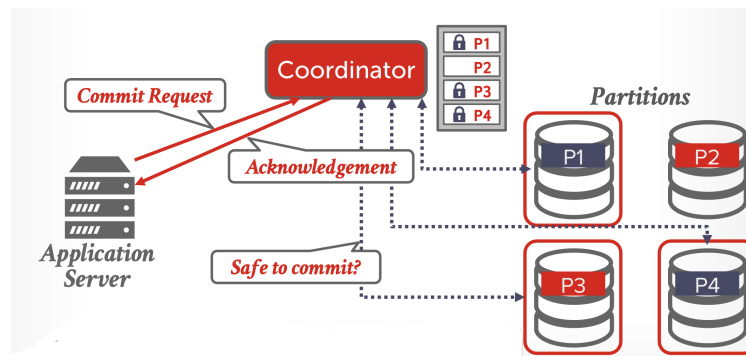 Coordinator
P1
P2
P3
P4
Commit Request
Acknowledgement
Partitions
P1
P2
Application
Server
Safe to commit?
P3
P4